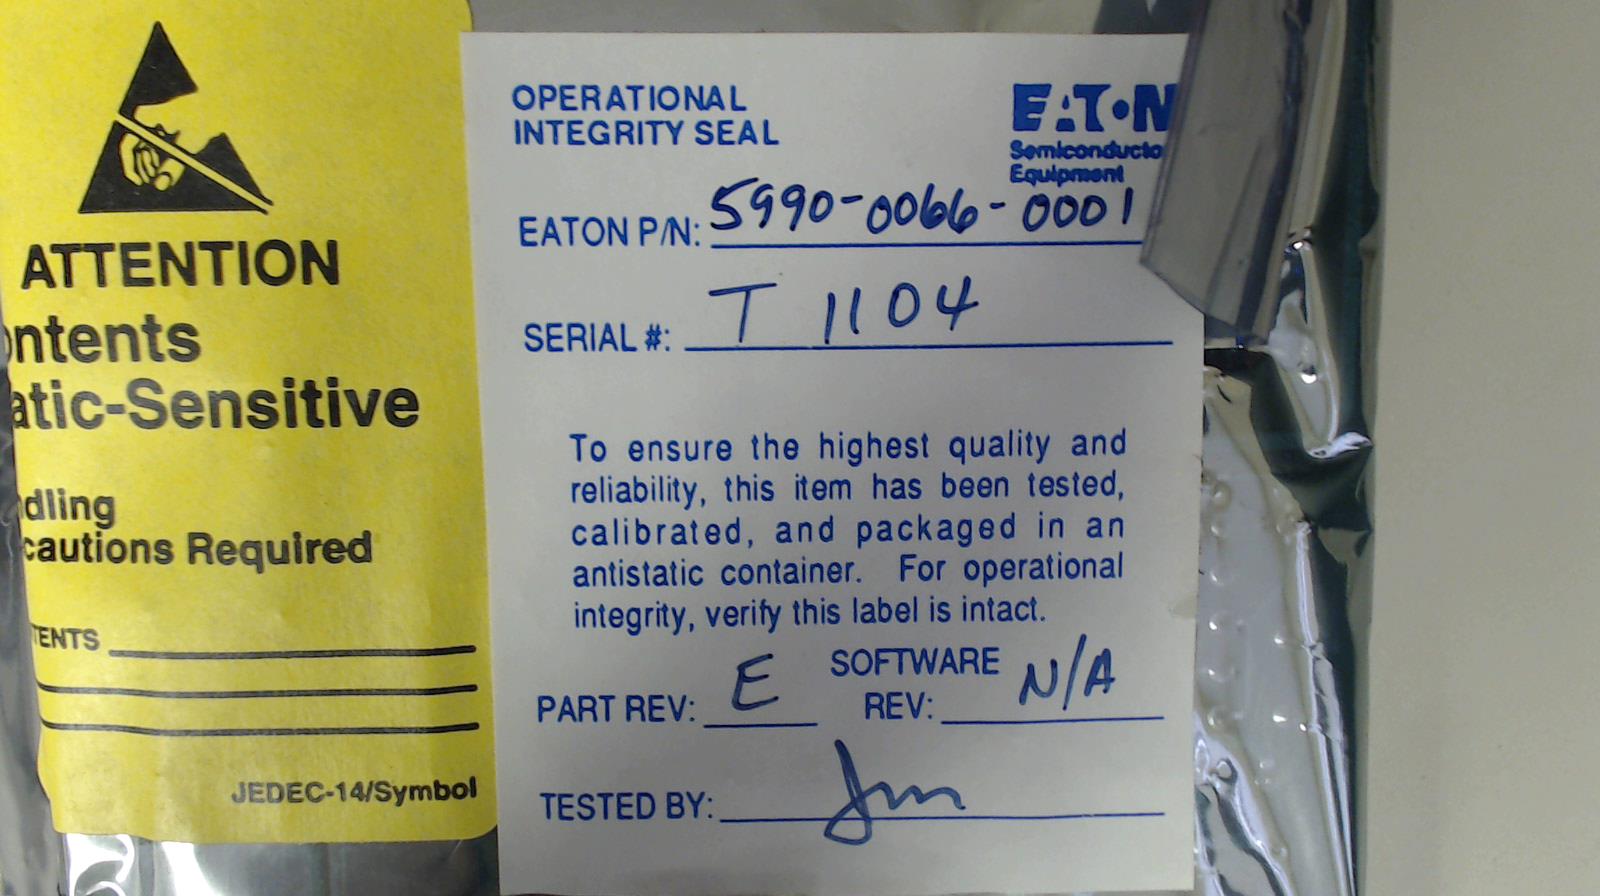 ATTENTION
ontents
atic-Sensitive
dling
cautions Required
TENTS
JEDEC-14/Symbol
OPERATIONAL
INTEGRITY SEAL
EATON
Semiconducto
Equipment
EATON P/N: 5990-0066-0001
SERIAL #: T 1104
To ensure the highest quality and
reliability, this item has been tested,
calibrated, and packaged in an
antistatic container. For operational
integrity, verify this label is intact.
PART REV: E SOFTWARE REV: N/A
TESTED BY: